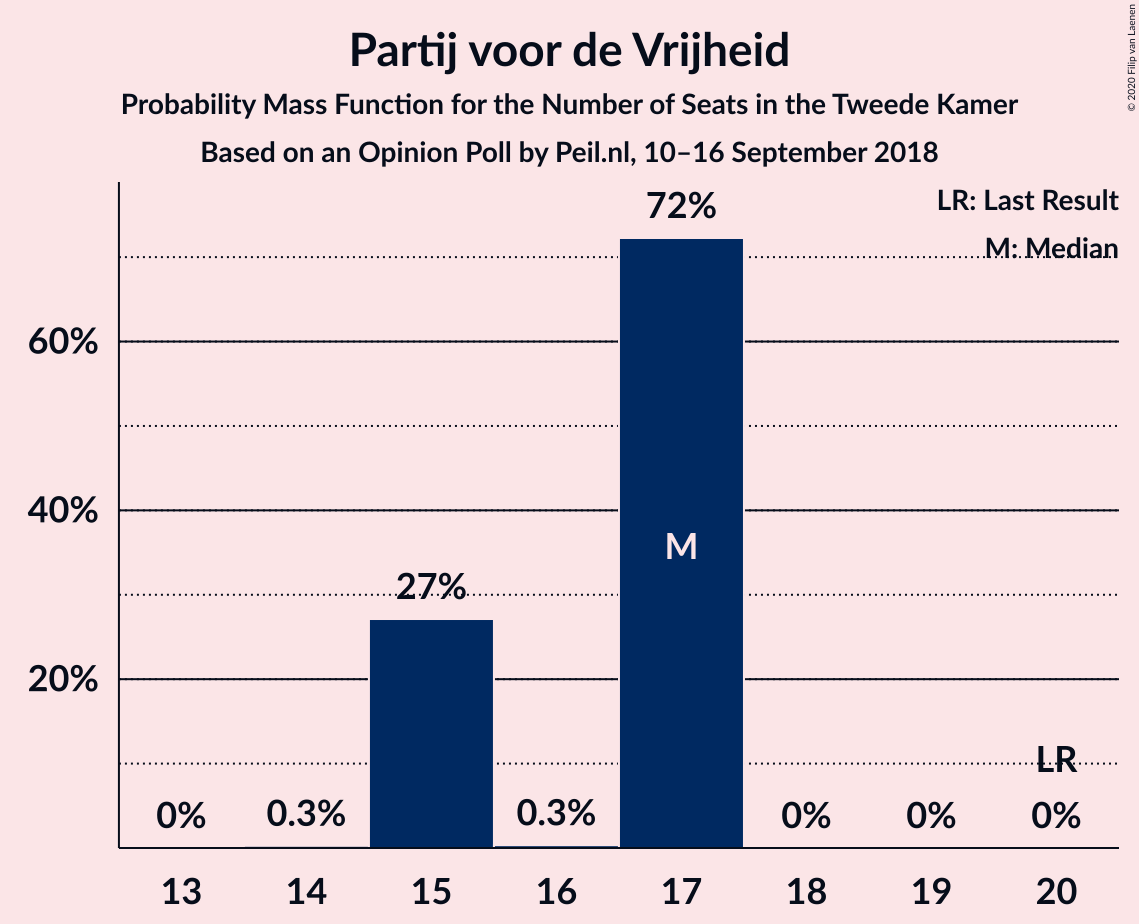 Partij voor de Vrijheid
Probability Mass Function for the Number of Seats in the Tweede Kamer
Based on an Opinion Poll by Peil.nl, 10–16 September 2018
© 2020 Filip van Laenen
LR: Last Result
M: Median
72%
60%
40%
20%
M
27%
LR
0%
0.3%
0.3%
0%
0%
0%
13
14
15
16
17
18
19
20